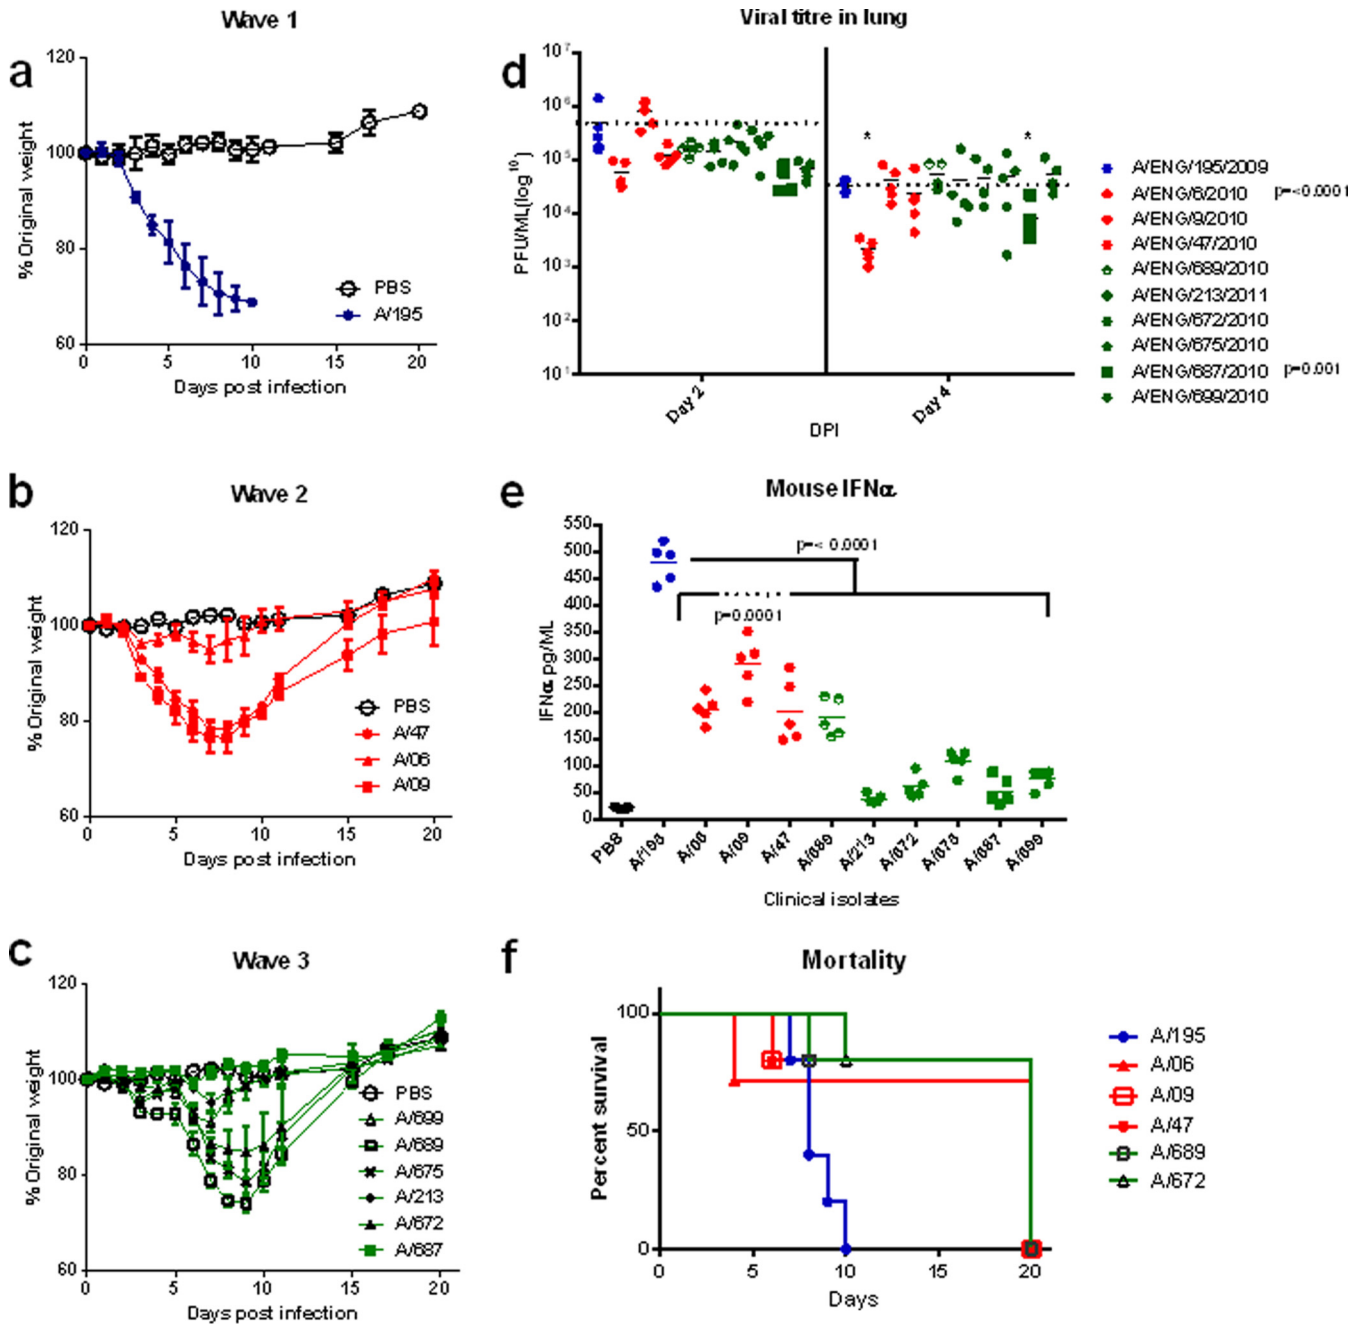 Wave 1
a
120
100
80
60
% Original weight
PBS
A/195
0 5 10 15 20
Days post infection
Viral titre in lung
d
10^7
10^6
10^5
10^4
10^3
10^2
10^1
PFU/ML(log^10)
*
*
Day 2
Day 4
DPI
A/ENG/195/2009
A/ENG/6/2010 p=<0.0001
A/ENG/9/2010
A/ENG/47/2010
A/ENG/689/2010
A/ENG/213/2011
A/ENG/672/2010
A/ENG/675/2010
A/ENG/687/2010 p=0.001
A/ENG/699/2010
Wave 2
b
120
100
80
60
% Original weight
PBS
A/47
A/06
A/09
0 5 10 15 20
Days post infection
Mouse IFNα
e
550
500
450
400
350
300
250
200
150
100
50
0
IFNα pg/ML
p=< 0.0001
p=0.0001
PBS A/195 A/06 A/09 A/47 A/689 A/213 A/672 A/675 A/687 A/699
Clinical isolates
Wave 3
c
120
100
80
60
% Original weight
PBS
A/699
A/689
A/675
A/213
A/672
A/687
0 5 10 15 20
Days post infection
Mortality
f
100
50
0
Percent survival
0 5 10 15 20
Days
A/195
A/06
A/09
A/47
A/689
A/672